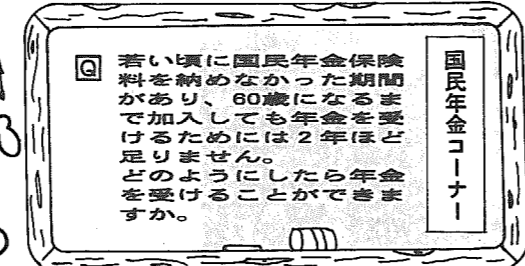 国民年金コーナー
Q
若い頃に国民年金保険
料を納めなかった期間
があり、60歳になるま
で加入しても年金を受
けるためには2年ほど
足りません。
どのようにしたら年金
を受けることができま
すか。